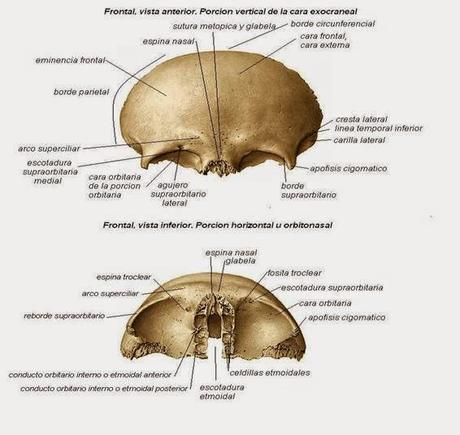 Frontal, vista anterior. Porcion vertical de la cara exocraneal
borde circunferencial
sutura metopica y glabela
espina nasal
cara frontal,
cara externa
eminencia frontal
borde parietal
cresta lateral
linea temporal inferior
carilla lateral
arco superciliar
escotadura
supraorbitaria
medial
cara orbitaria
de la porcion
orbitaria
agujero
supraorbitario
lateral
borde
supraorbitario
apofisis cigomatico
Frontal, vista inferior. Porcion horizontal u orbitonasal
espina nasal
glabela
espina troclear
fosita troclear
arco superciliar
escotadura supraorbitaria
cara orbitaria
reborde supraorbitario
apofisis cigomatico
conducto orbitario interno o etmoidal anterior
celdillas etmoidales
conducto orbitario interno o etmoidal posterior
escotadura
etmoidal